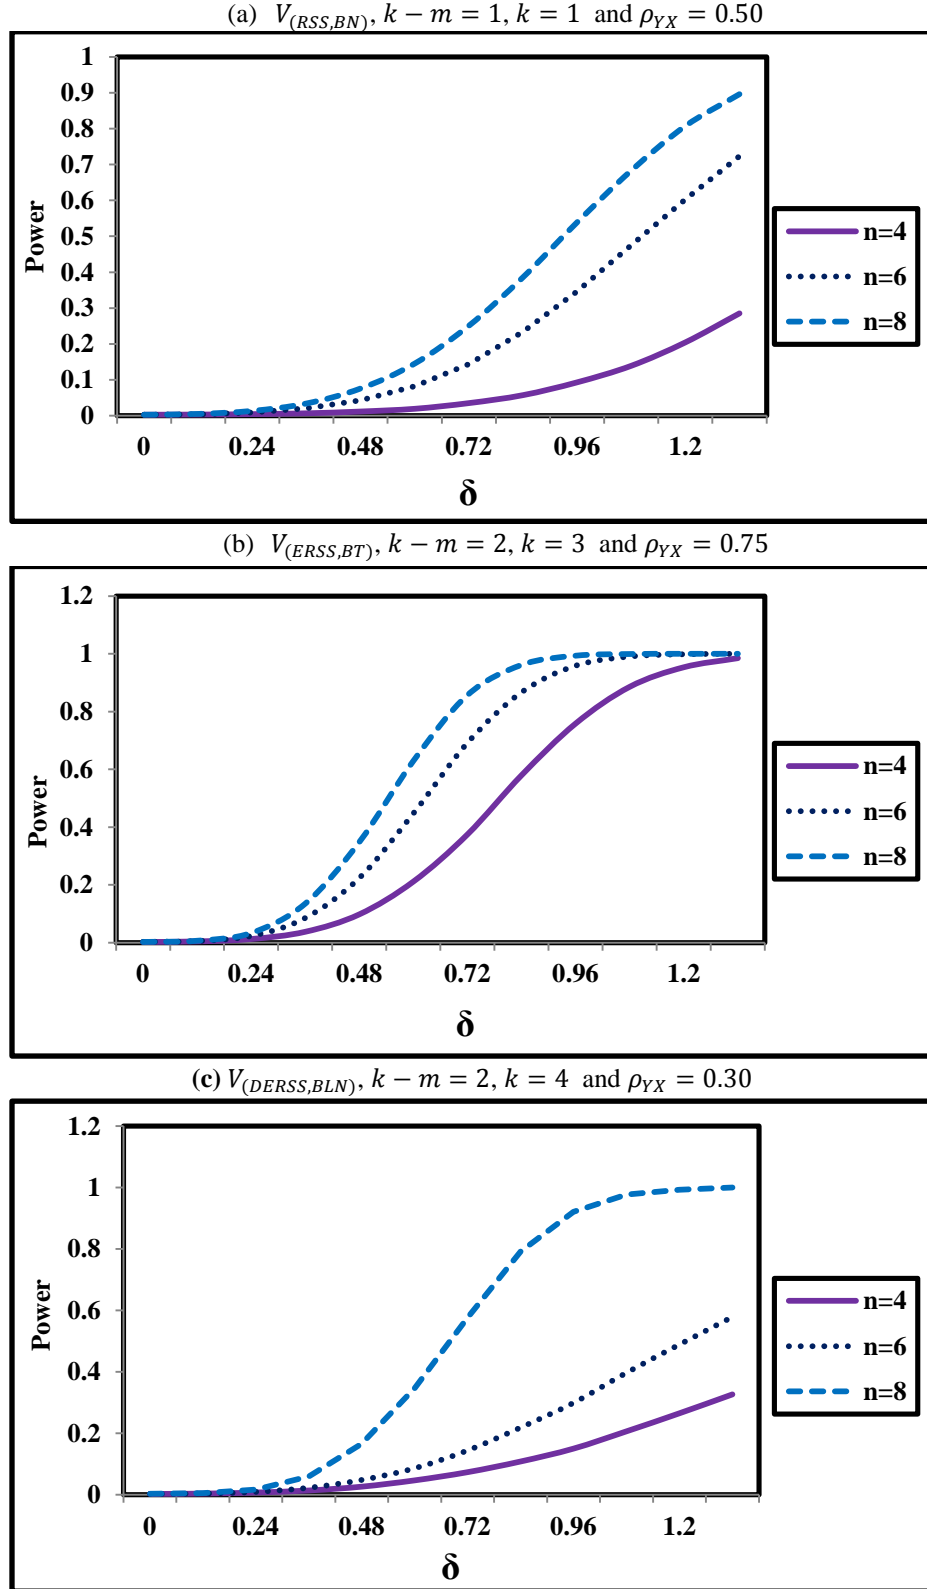 (a) V(RSS,BN), k − m = 1, k = 1 and ρYX = 0.50
1
0.9
0.8
0.7
0.6
0.5
0.4
0.3
0.2
0.1
0
Power
0 0.24 0.48 0.72 0.96 1.2
δ
n=4
n=6
n=8
(b) V(ERSS,BT), k − m = 2, k = 3 and ρYX = 0.75
1.2
1
0.8
0.6
0.4
0.2
0
Power
0 0.24 0.48 0.72 0.96 1.2
δ
n=4
n=6
n=8
(c) V(DERSS,BLN), k − m = 2, k = 4 and ρYX = 0.30
1.2
1
0.8
0.6
0.4
0.2
0
Power
0 0.24 0.48 0.72 0.96 1.2
δ
n=4
n=6
n=8